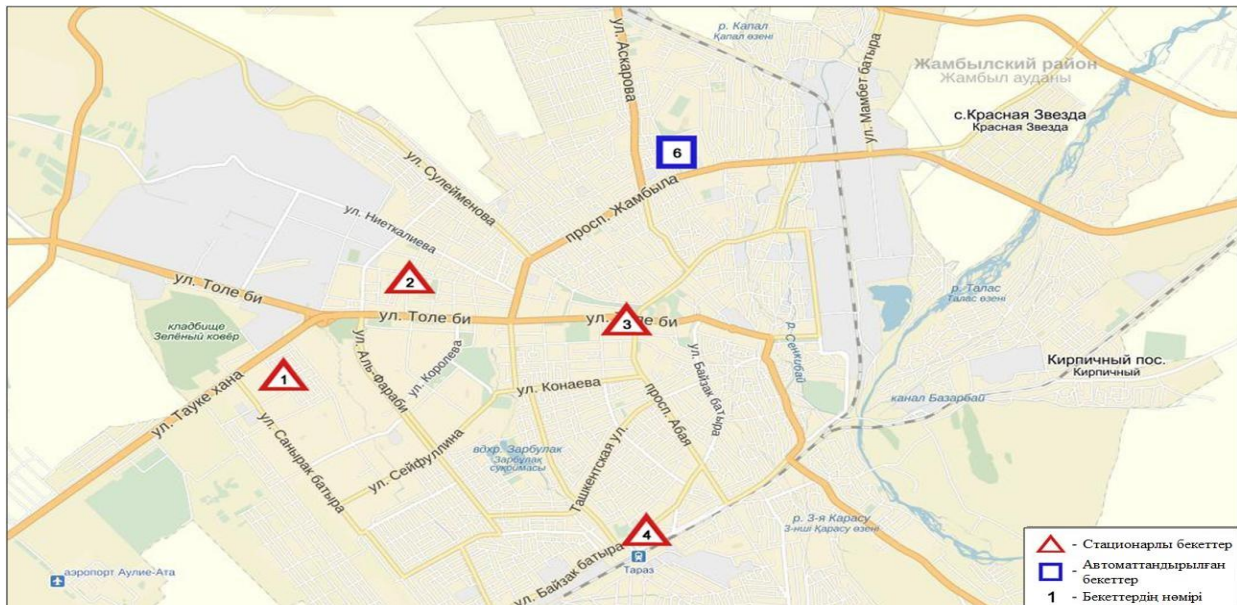 р. Капал
Қапал өзені
ул. Аскарова
ул. Мамбет батыра
Жамбылский район
Жамбыл ауданы
с.Красная Звезда
Красная Звезда
6
ул. Сулейменова
просп. Жамбыла
ул. Ниеткалиева
ул. Толе би
2
р. Талас
Талас өзені
ул. Толе би
ул. Толе би
3
кладбище
Зелёный ковёр
р. Сенкибай
1
ул. Аль-Фараби
ул. Королева
ул. Конаева
ул. Байзак батыра
Кирпичный пос.
Кирпичный
ул. Тауке хана
просп. Абая
канал Базарбай
ул. Санырак батыра
ул. Сейфуллина
вдхр. Зарбулак
Зарбулақ
суқоймасы
Ташкентская ул.
4
р. 3-я Карасу
3-нші Қарасу өзені
ул. Байзак батыра
Тараз
аэропорт Аулие-Ата
- Стационарлы бекеттер
- Автоматтандырылған
бекеттер
1 - Бекеттердің нөмірі